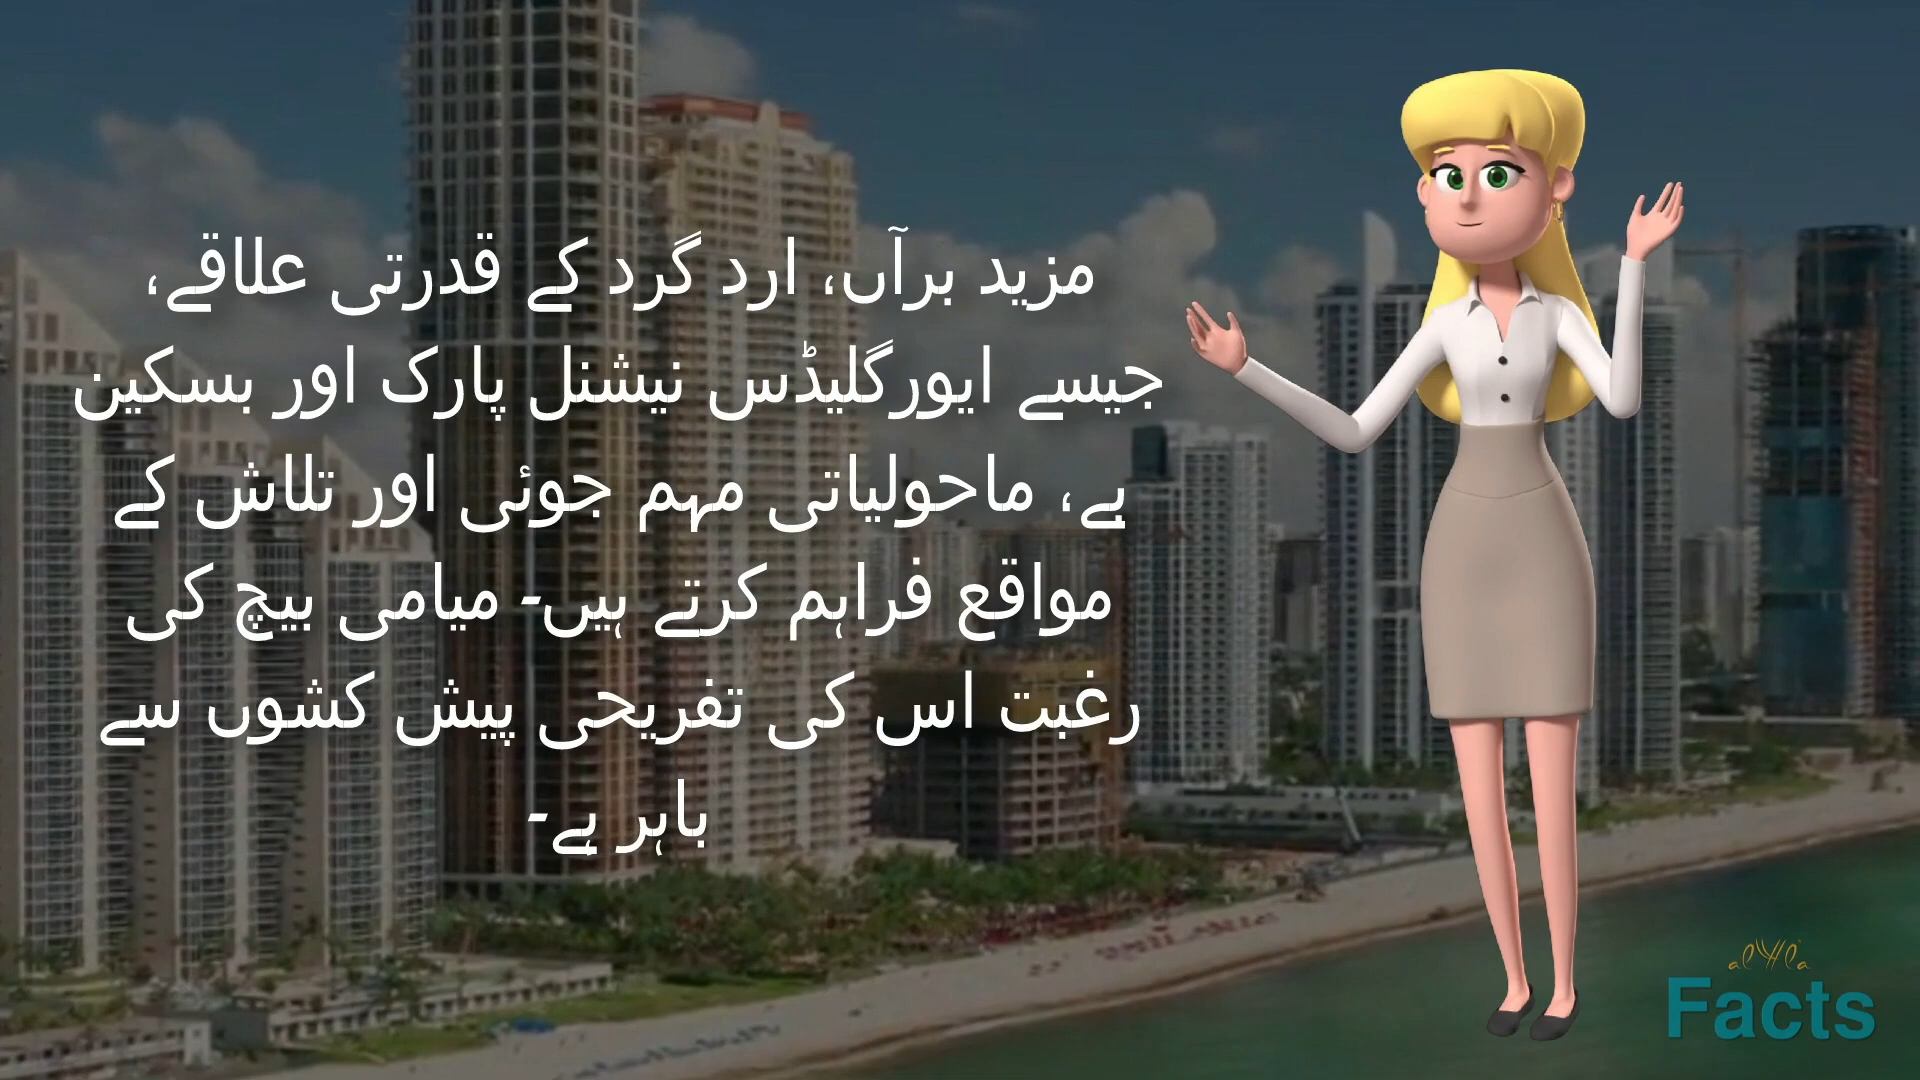 مزید برآں، ارد گرد کے قدرتی علاقے،
جیسے ایورگلیڈس نیشنل پارک اور بسکین
بے، ماحولیاتی مہم جوئی اور تلاش کے
مواقع فراہم کرتے ہیں۔ میامی بیچ کی
رغبت اس کی تفریحی پیش کشوں سے
باہر ہے۔
Facts